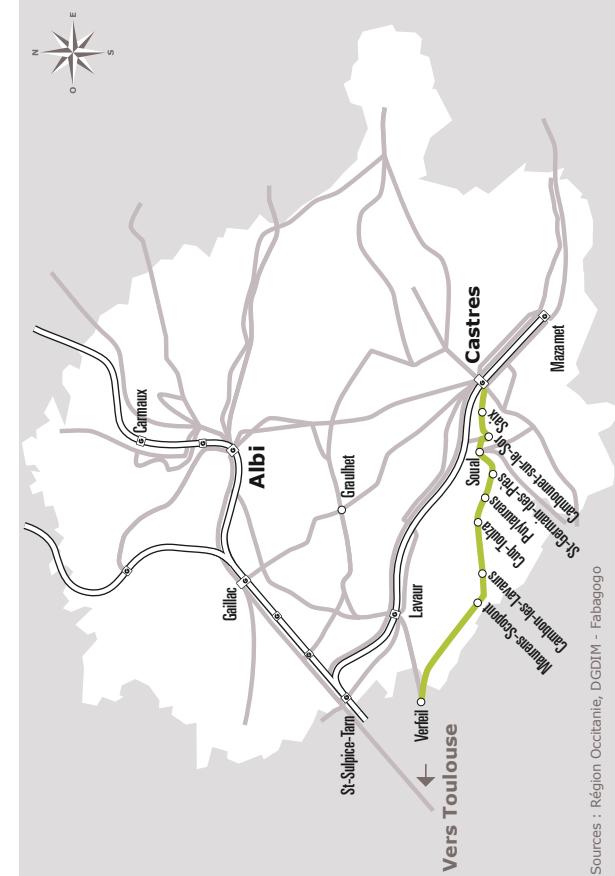 N
E
S
O
Carmaux
Albi
Gaillac
Graulhet
Castres
Mazamet
Saïx
Cambounet-sur-le-Sor
Soual
St-Germain-des-Prés
Puylaurens
Cuq-Toulza
Cambon-les-Lavaurs
Maurens-Scopont
Lavaur
St-Sulpice-Tarn
Verfeil
Vers Toulouse
Sources : Région Occitanie, DGDIM - Fabagogo